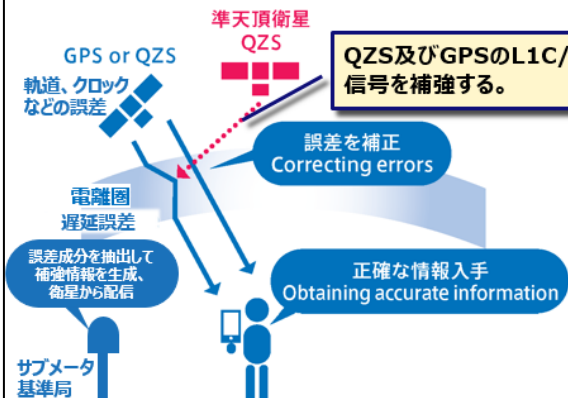 準天頂衛星
QZS
GPS or QZS
軌道、クロック
などの誤差
QZS及びGPSのL1C/
信号を補強する。
誤差を補正
Correcting errors
電離圏
遅延誤差
誤差成分を抽出して
補強情報を生成、
衛星から配信
正確な情報入手
Obtaining accurate information
サブメータ
基準局